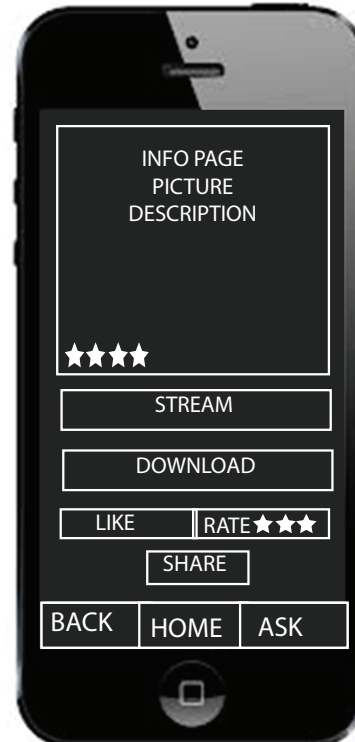 INFO PAGE
PICTURE
DESCRIPTION
STREAM
DOWNLOAD
LIKE
RATE
SHARE
BACK
HOME
ASK